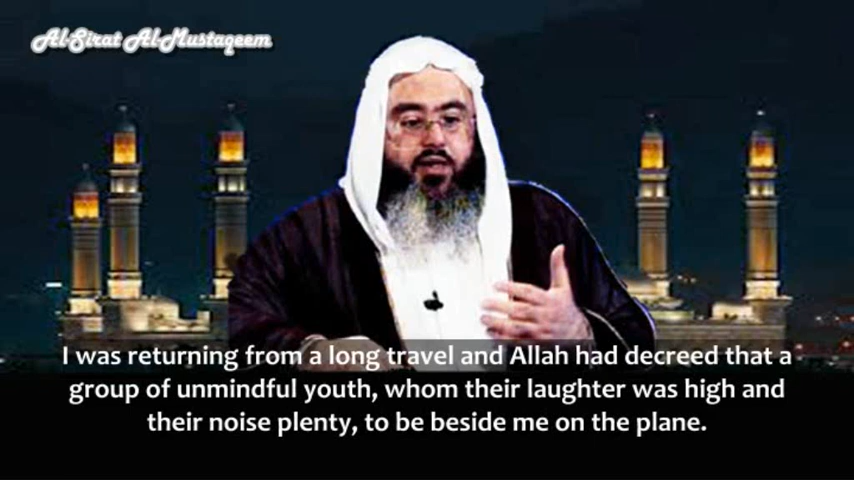 Al-Sirat Al-Mustaqeem
I was returning from a long travel and Allah had decreed that a
group of unmindful youth, whom their laughter was high and
their noise plenty, to be beside me on the plane.